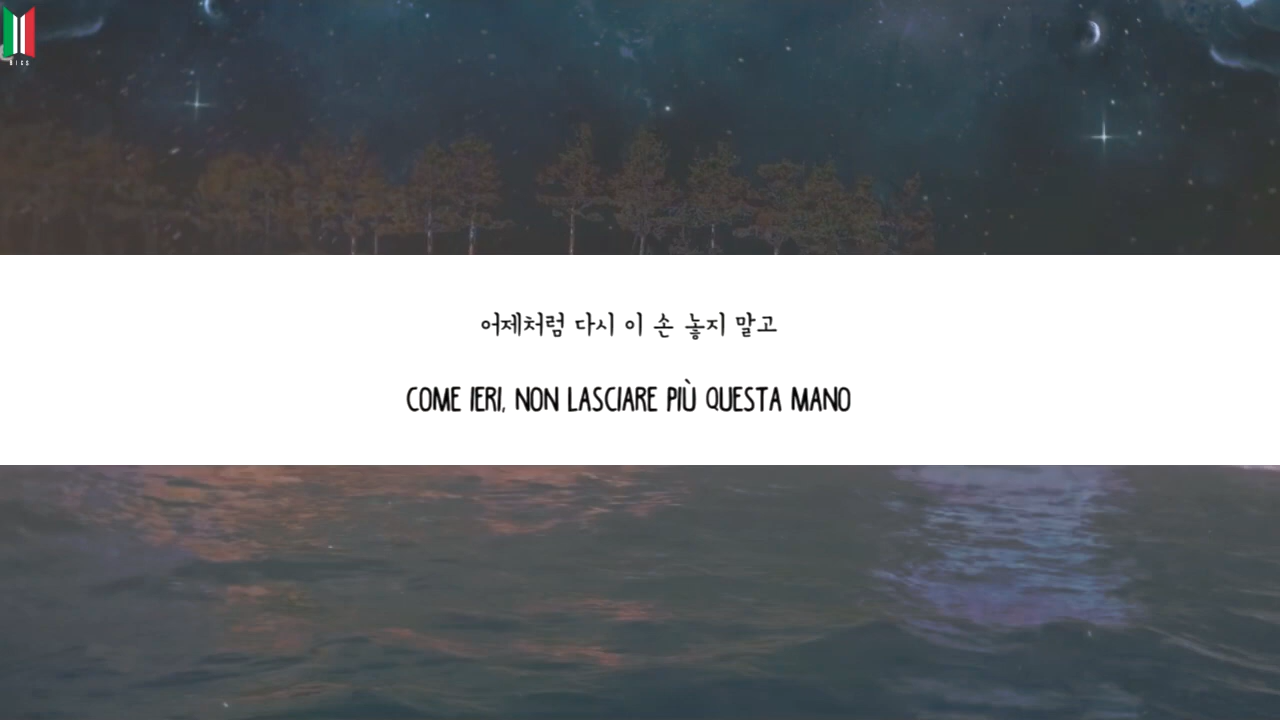 어제처럼 다시 이 손 놓지 말고
COME IERI, NON LASCIARE PIÙ QUESTA MANO